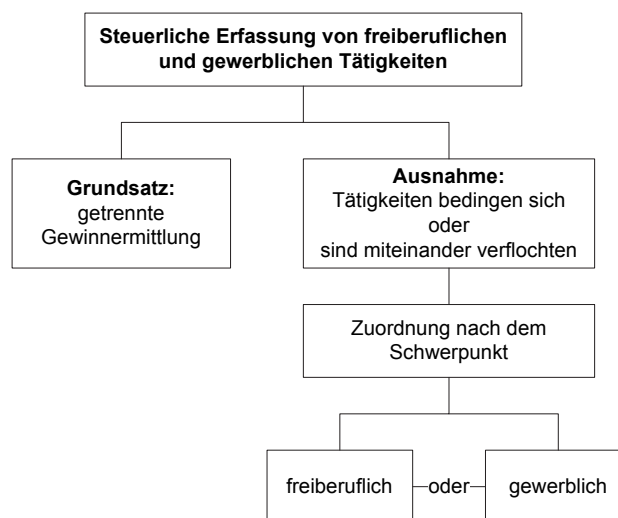 Steuerliche Erfassung von freiberuflichen
und gewerblichen Tätigkeiten
Grundsatz:
getrennte
Gewinnermittlung
Ausnahme:
Tätigkeiten bedingen sich
oder
sind miteinander verflochten
Zuordnung nach dem
Schwerpunkt
freiberuflich
oder
gewerblich